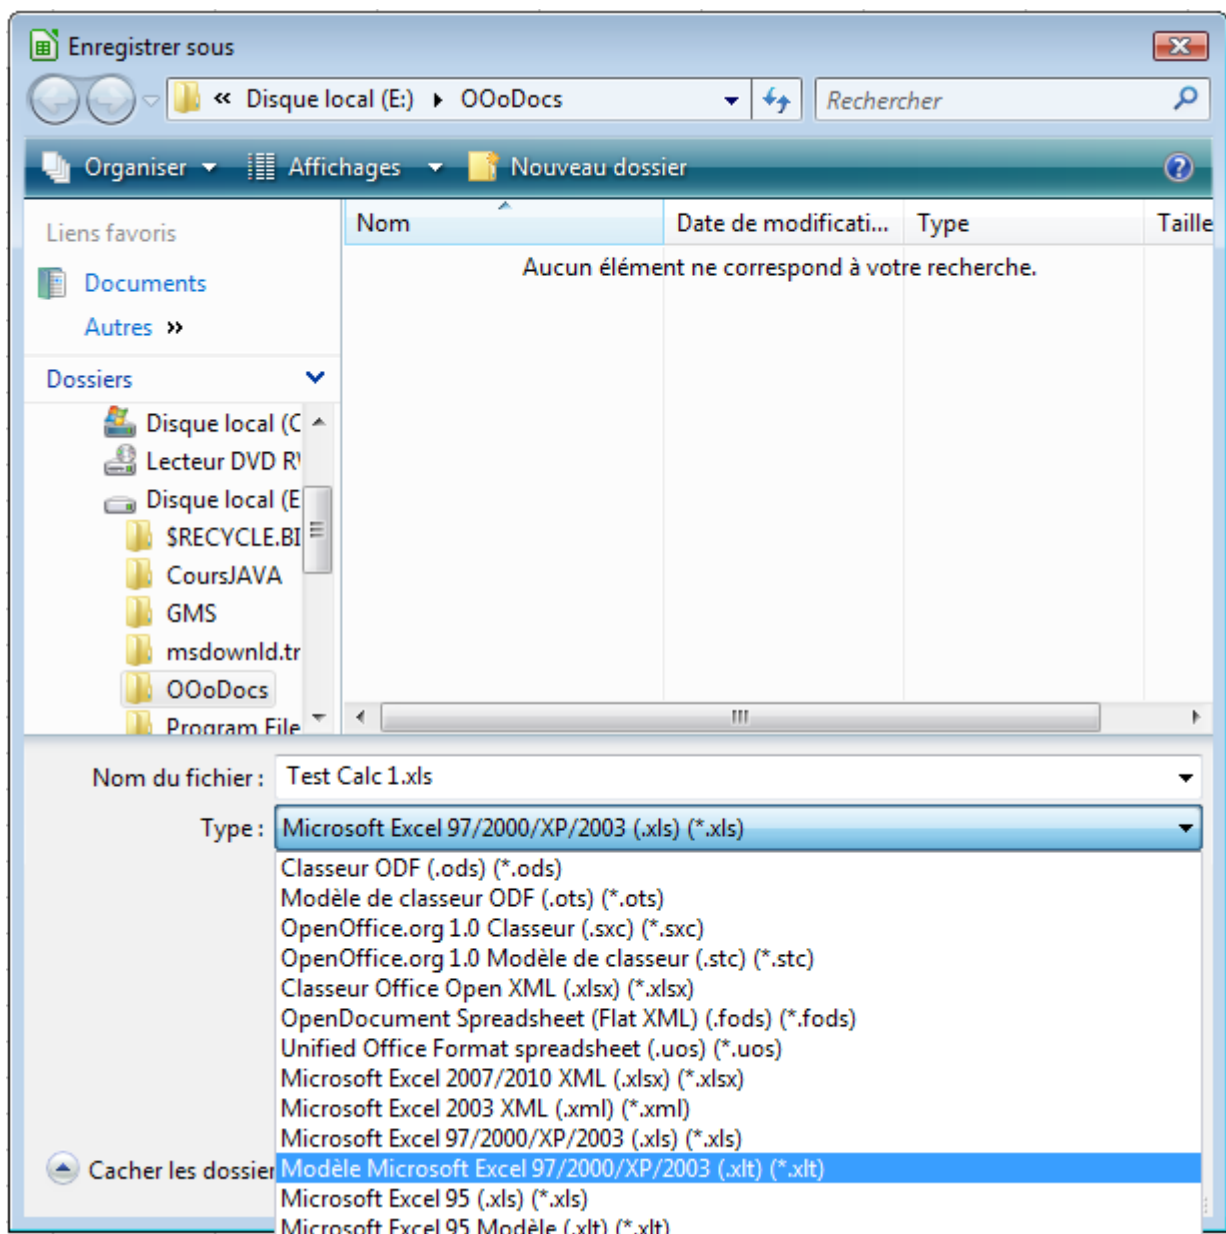 Enregistrer sous
« Disque local (E:) OOoDocs
Rechercher
Organiser Affichages Nouveau dossier
Liens favoris
Nom Date de modificati... Type Taille
Aucun élément ne correspond à votre recherche.
Documents
Autres »
Dossiers
Disque local (C
Lecteur DVD R
Disque local (E
$RECYCLE.BI
CoursJAVA
GMS
msdownld.tr
OOoDocs
Program File
Nom du fichier : Test Calc 1.xls
Type : Microsoft Excel 97/2000/XP/2003 (.xls) (*.xls)
Classeur ODF (.ods) (*.ods)
Modèle de classeur ODF (.ots) (*.ots)
OpenOffice.org 1.0 Classeur (.sxc) (*.sxc)
OpenOffice.org 1.0 Modèle de classeur (.stc) (*.stc)
Classeur Office Open XML (.xlsx) (*.xlsx)
OpenDocument Spreadsheet (Flat XML) (.fods) (*.fods)
Unified Office Format spreadsheet (.uos) (*.uos)
Microsoft Excel 2007/2010 XML (.xlsx) (*.xlsx)
Microsoft Excel 2003 XML (.xml) (*.xml)
Microsoft Excel 97/2000/XP/2003 (.xls) (*.xls)
Cacher les dossier Modèle Microsoft Excel 97/2000/XP/2003 (.xlt) (*.xlt)
Microsoft Excel 95 (.xls) (*.xls)
Microsoft Excel 95 Modèle (.xlt) (*.xlt)